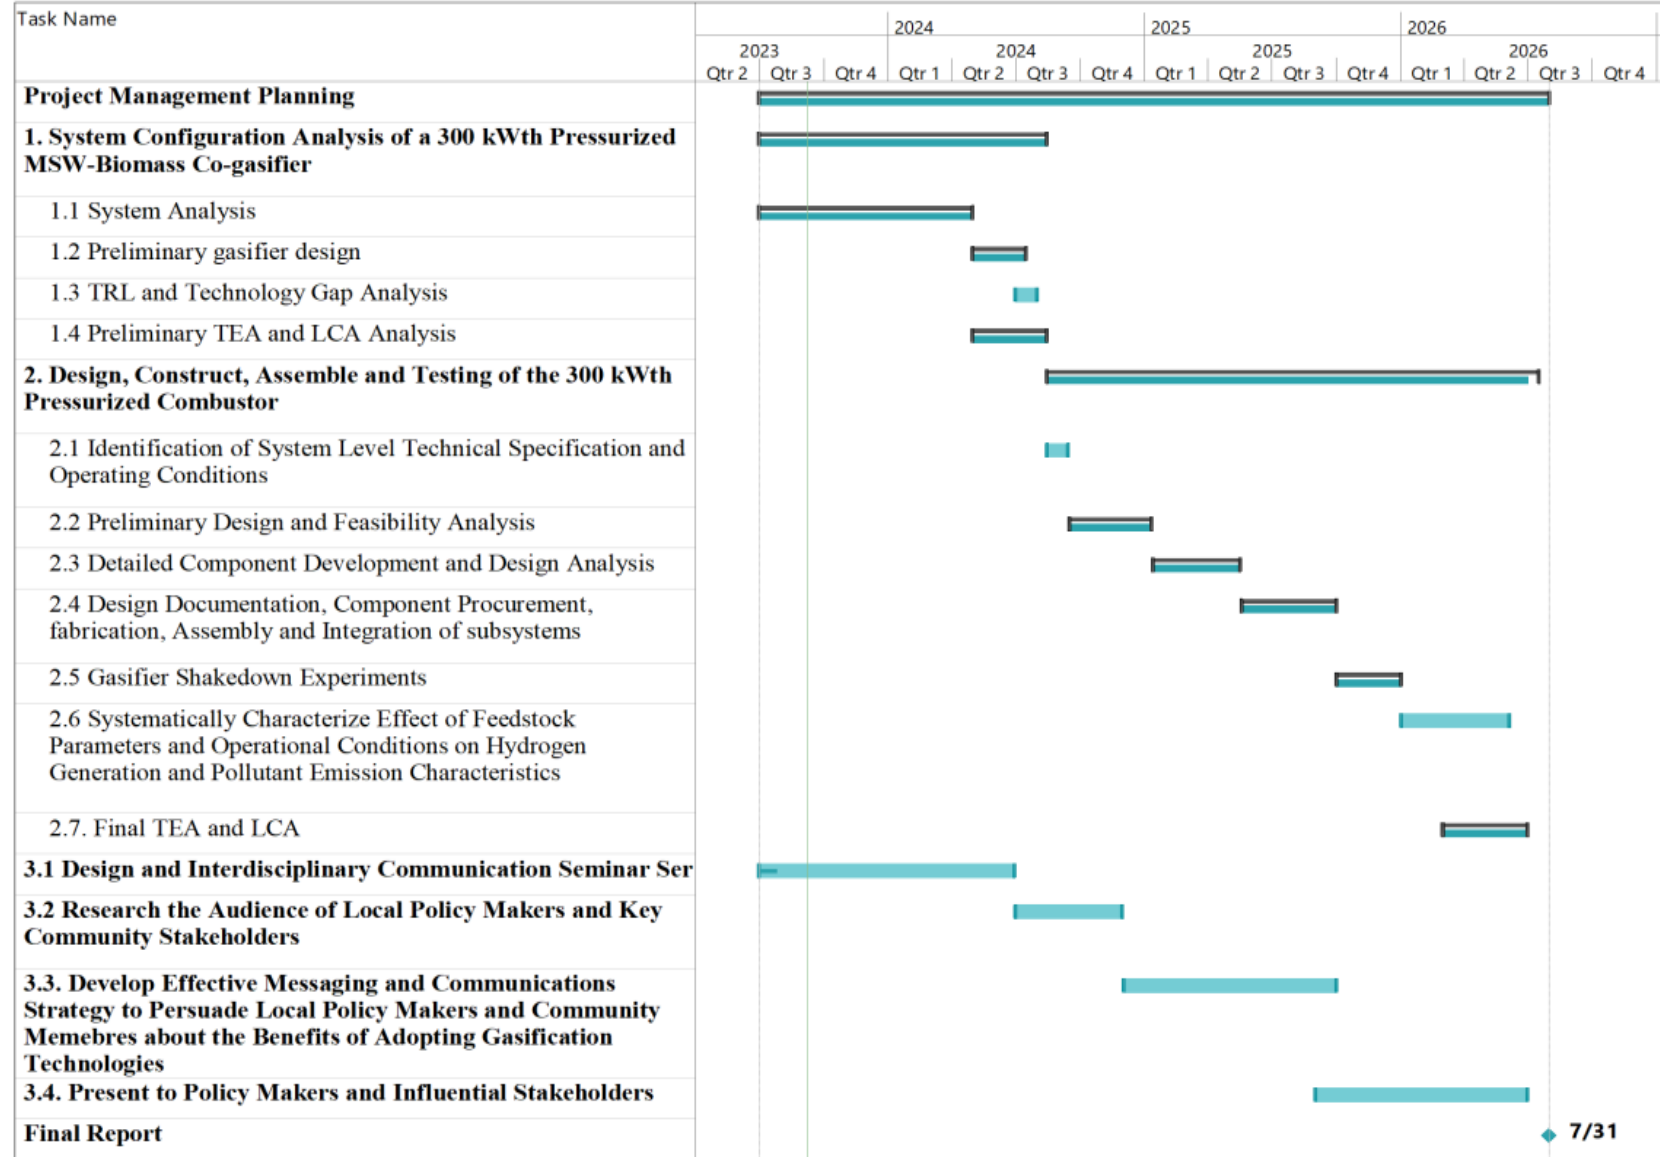 Task Name
2024 2025 2026
2023 2024 2025 2026
Qtr 2 Qtr 3 Qtr 4 Qtr 1 Qtr 2 Qtr 3 Qtr 4 Qtr 1 Qtr 2 Qtr 3 Qtr 4 Qtr 1 Qtr 2 Qtr 3 Qtr 4
Project Management Planning
1. System Configuration Analysis of a 300 kWth Pressurized
MSW-Biomass Co-gasifier
1.1 System Analysis
1.2 Preliminary gasifier design
1.3 TRL and Technology Gap Analysis
1.4 Preliminary TEA and LCA Analysis
2. Design, Construct, Assemble and Testing of the 300 kWth
Pressurized Combustor
2.1 Identification of System Level Technical Specification and
Operating Conditions
2.2 Preliminary Design and Feasibility Analysis
2.3 Detailed Component Development and Design Analysis
2.4 Design Documentation, Component Procurement,
fabrication, Assembly and Integration of subsystems
2.5 Gasifier Shakedown Experiments
2.6 Systematically Characterize Effect of Feedstock
Parameters and Operational Conditions on Hydrogen
Generation and Pollutant Emission Characteristics
2.7. Final TEA and LCA
3.1 Design and Interdisciplinary Communication Seminar Ser
3.2 Research the Audience of Local Policy Makers and Key
Community Stakeholders
3.3. Develop Effective Messaging and Communications
Strategy to Persuade Local Policy Makers and Community
Memebres about the Benefits of Adopting Gasification
Technologies
3.4. Present to Policy Makers and Influential Stakeholders
Final Report
7/31